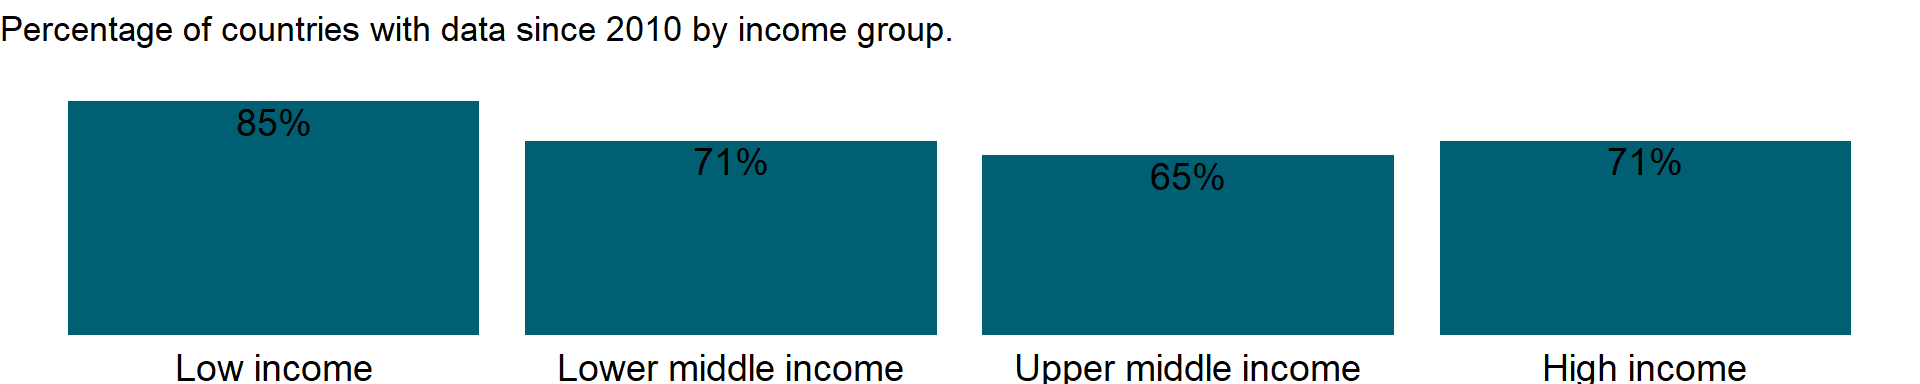 Percentage of countries with data since 2010 by income group.
85%
71%
65%
71%
Low income
Lower middle income
Upper middle income
High income